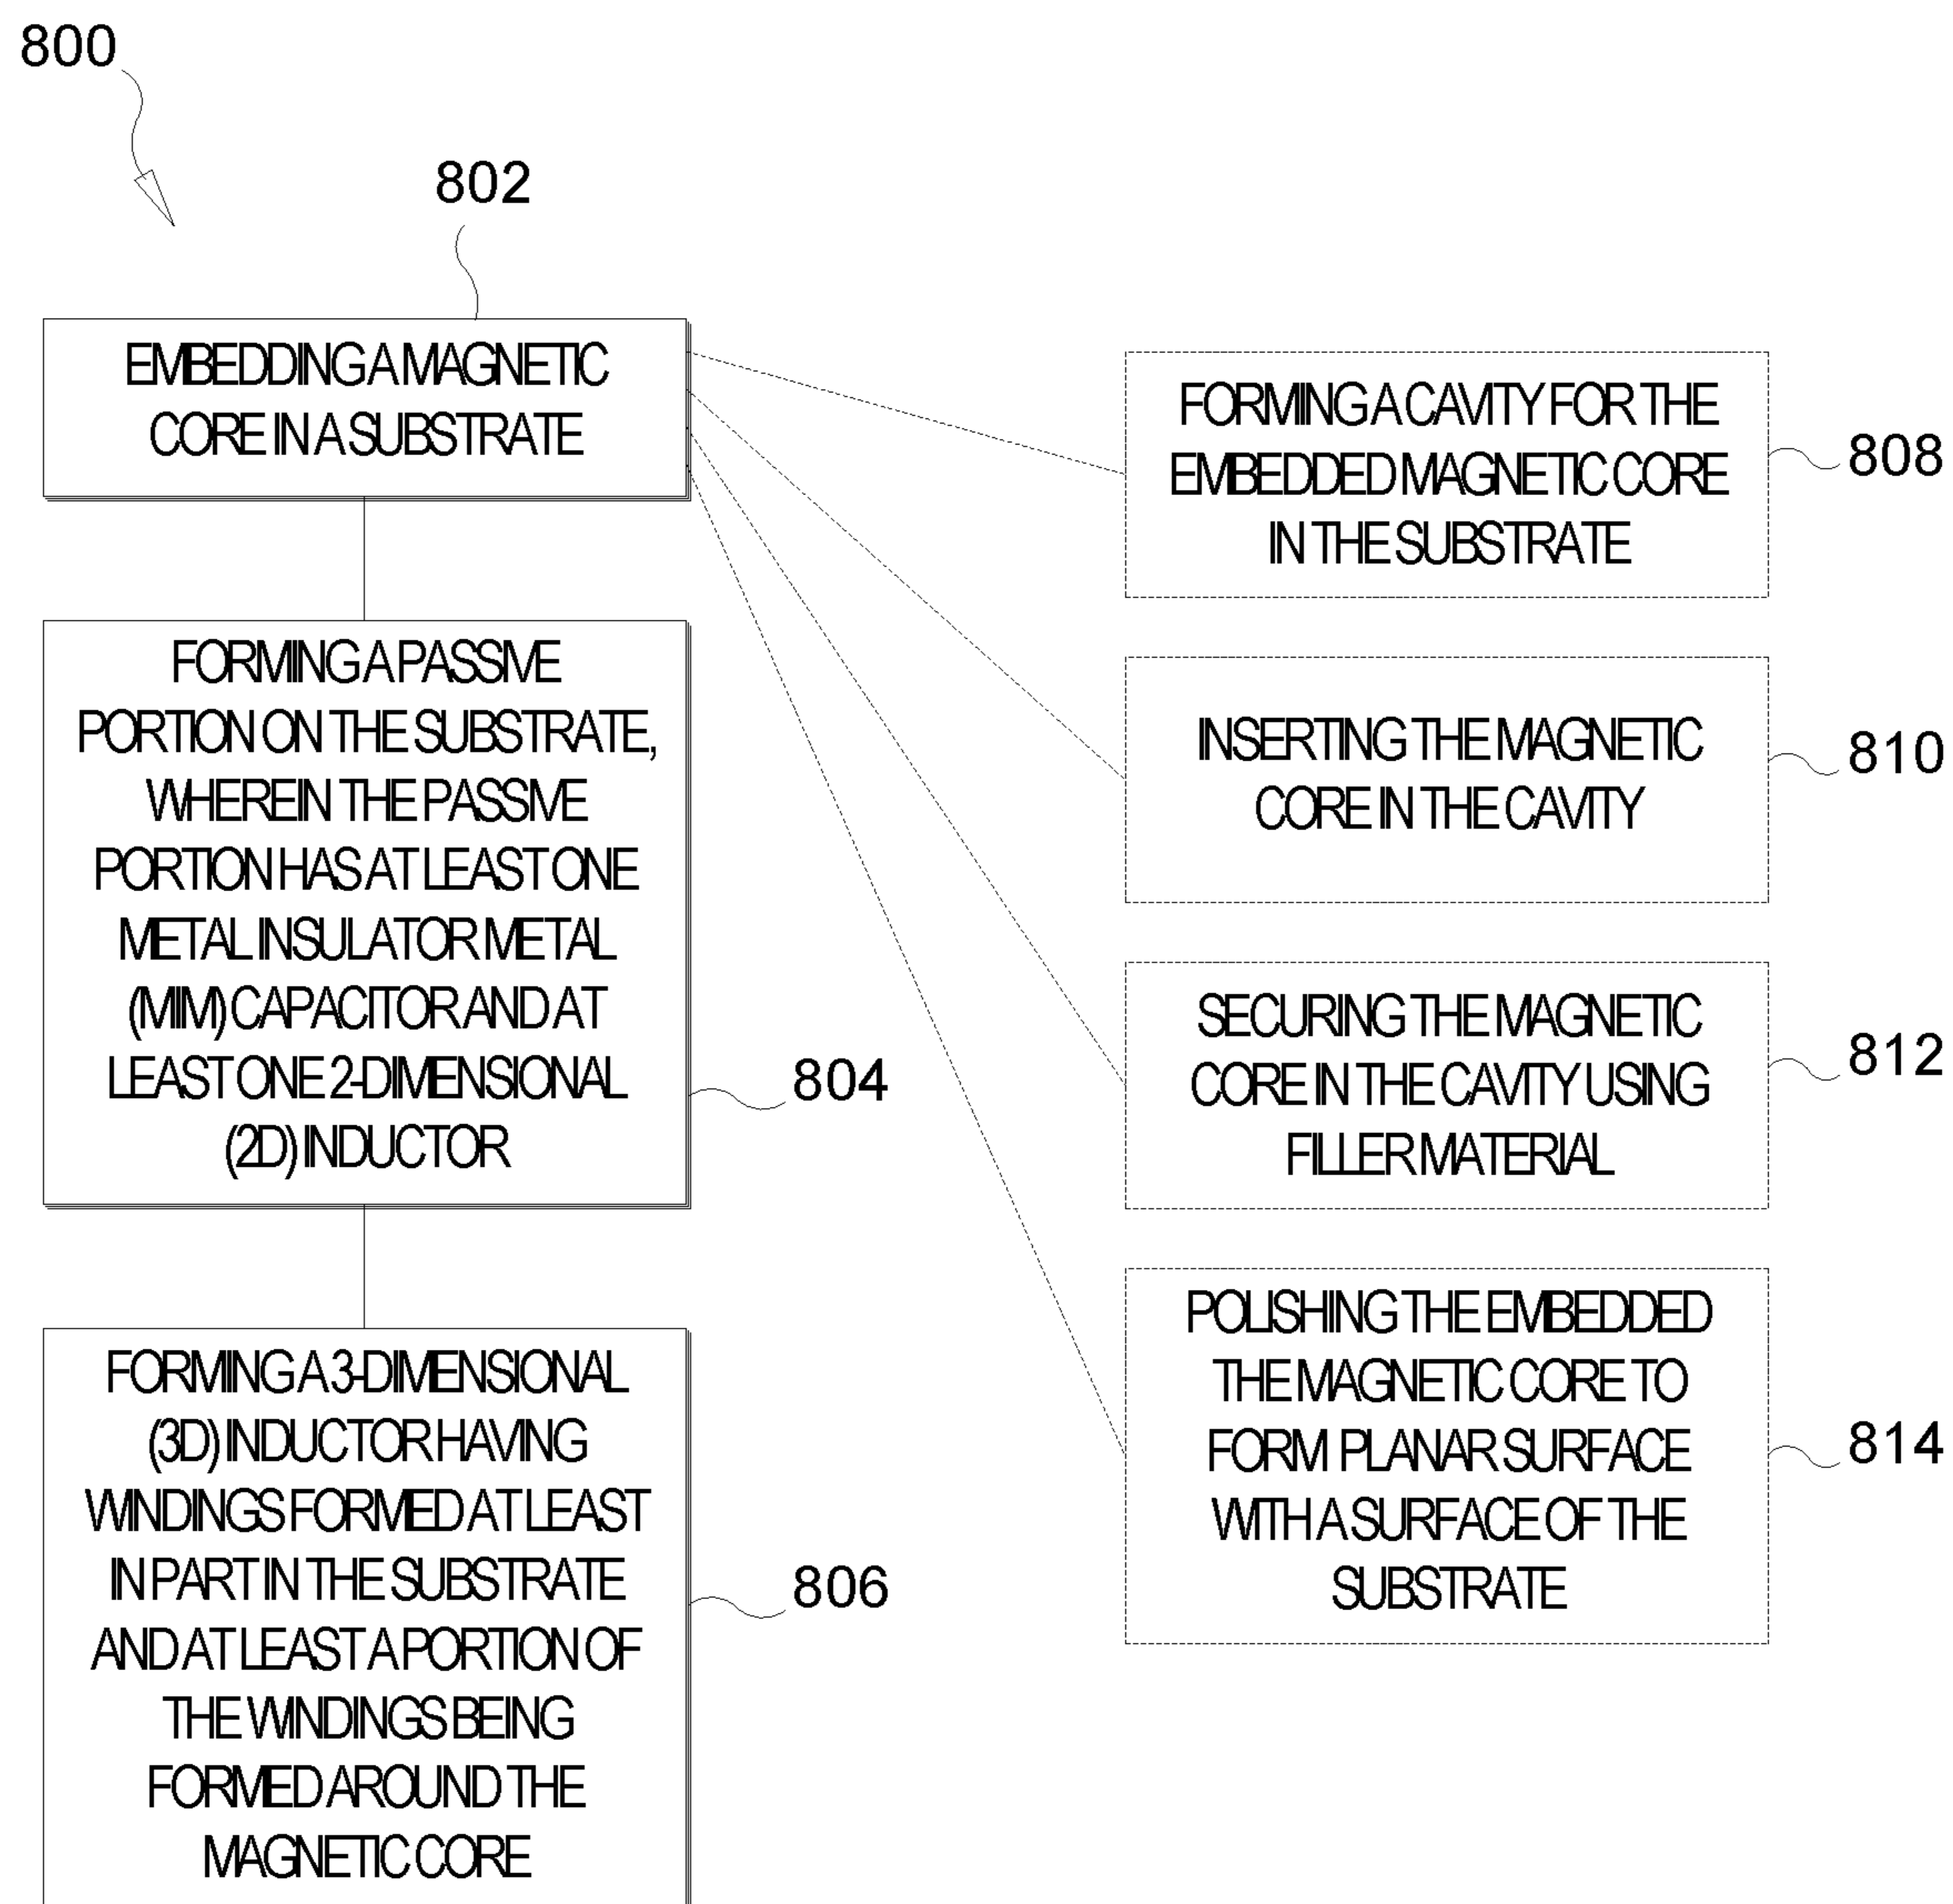 800
802
EMBEDDING A MAGNETIC
CORE IN A SUBSTRATE
FORMING A PASSIVE
PORTION ON THE SUBSTRATE,
WHEREIN THE PASSIVE
PORTION HAS AT LEAST ONE
METAL INSULATOR METAL
(MIM) CAPACITOR AND AT
LEAST ONE 2-DIMENSIONAL
(2D) INDUCTOR
804
FORMING A 3-DIMENSIONAL
(3D) INDUCTOR HAVING
WINDINGS FORMED AT LEAST
IN PART IN THE SUBSTRATE
AND AT LEAST A PORTION OF
THE WINDINGS BEING
FORMED AROUND THE
MAGNETIC CORE
806
FORMING A CAVITY FOR THE
EMBEDDED MAGNETIC CORE
IN THE SUBSTRATE
808
INSERTING THE MAGNETIC
CORE IN THE CAVITY
810
SECURING THE MAGNETIC
CORE IN THE CAVITY USING
FILLER MATERIAL
812
POLISHING THE EMBEDDED
THE MAGNETIC CORE TO
FORM PLANAR SURFACE
WITH A SURFACE OF THE
SUBSTRATE
814